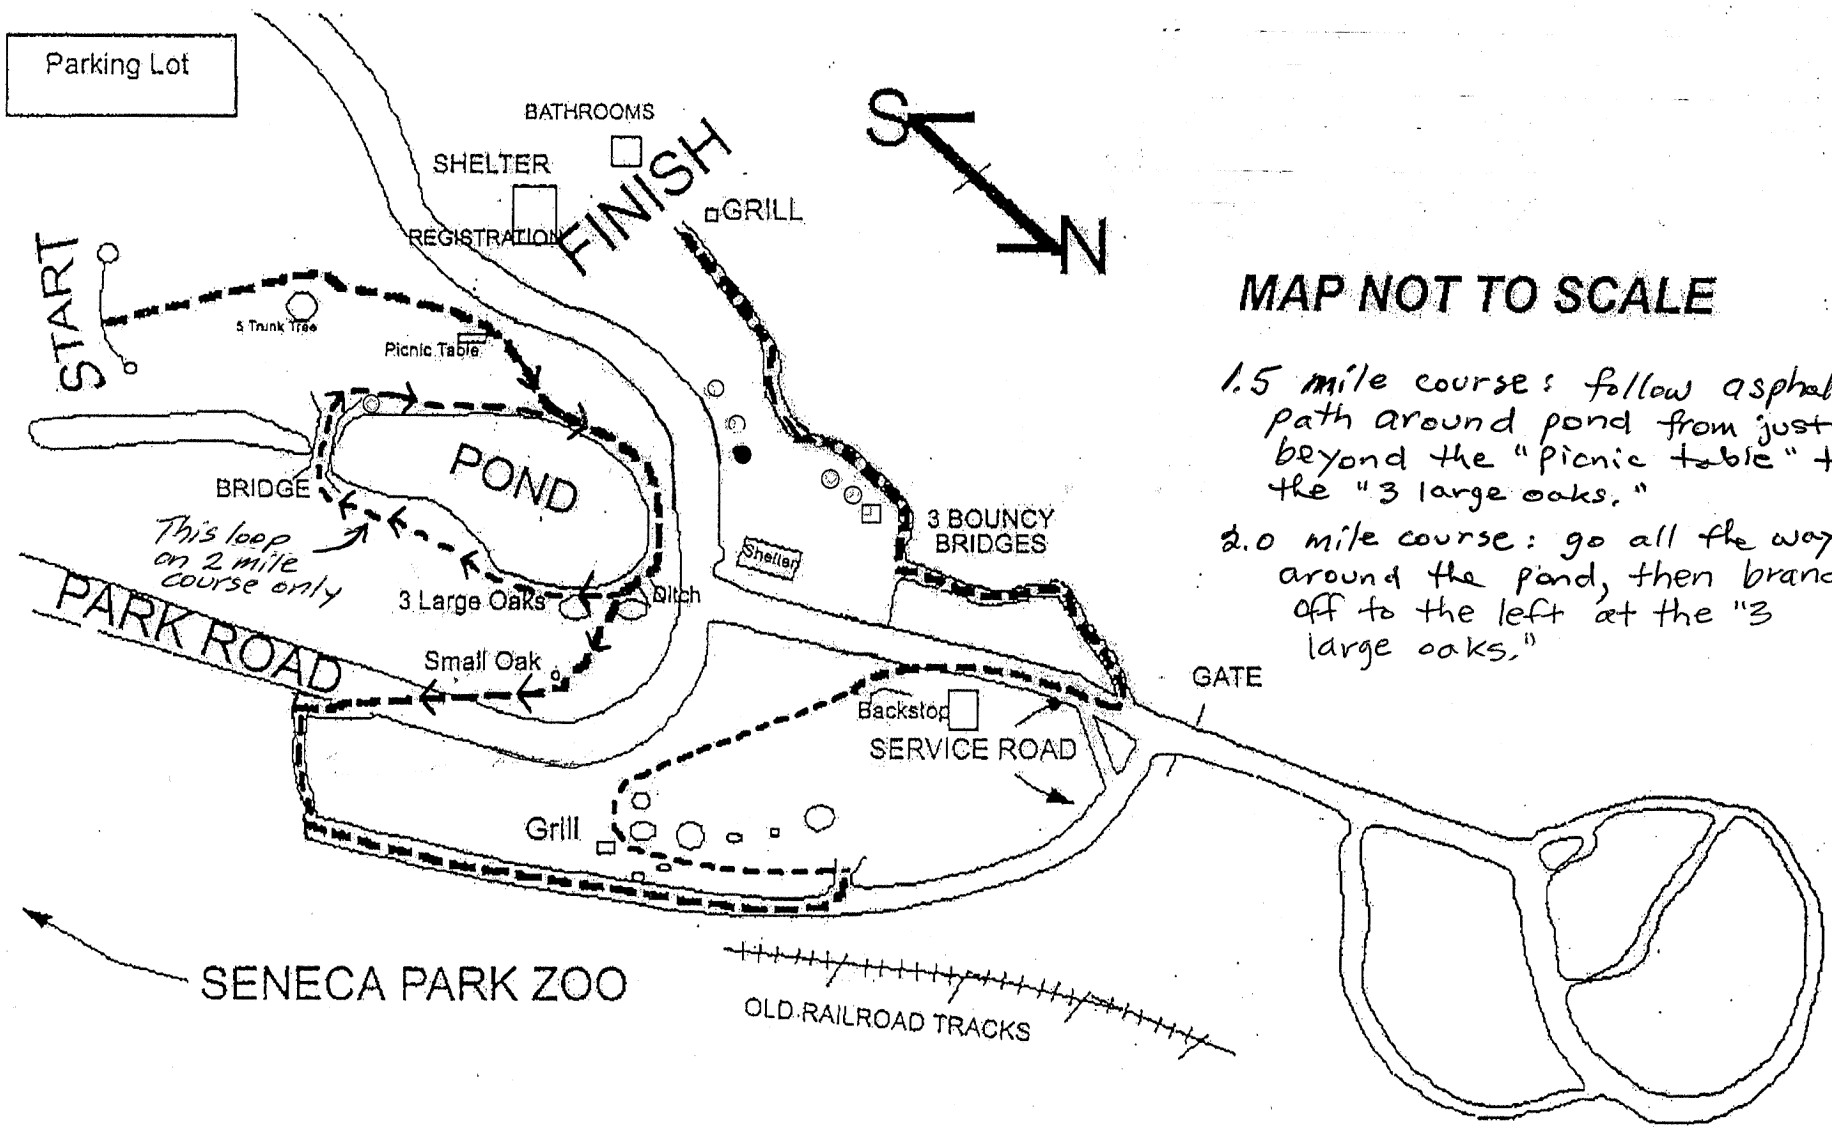 Parking Lot
BATHROOMS
SHELTER
REGISTRATION
FINISH
GRILL
S
N
START
5 Trunk Tree
Picnic Table
MAP NOT TO SCALE
1.5 mile course: follow asphal
path around pond from just
beyond the "picnic table" t
the "3 large oaks."
2.0 mile course: go all the way
around the pond, then bran
off to the left at the "3
large oaks."
POND
BRIDGE
This loop
on 2 mile
course only
3 BOUNCY
BRIDGES
Shelter
3 Large Oaks
Ditch
PARK ROAD
Small Oak
GATE
Backstop
SERVICE ROAD
Grill
SENECA PARK ZOO
OLD RAILROAD TRACKS